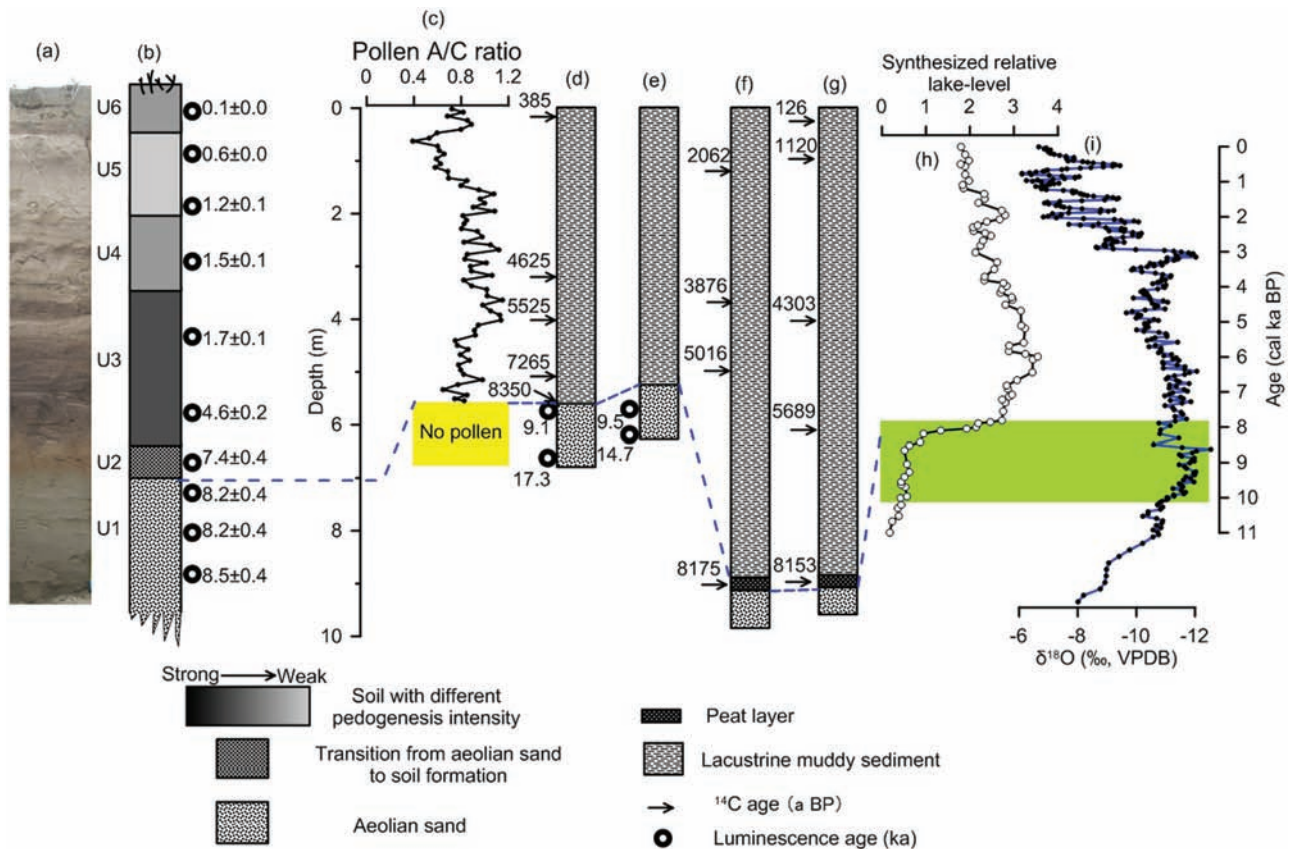 (a)
(b)
(c)
Pollen A/C ratio
0 0.4 0.8 1.2
(d)
(e)
(f)
(g)
Synthesized relative
lake-level
0 1 2 3 4
(h)
(i)
U6
U5
U4
U3
U2
U1
0.1±0.0
0.6±0.0
1.2±0.1
1.5±0.1
1.7±0.1
4.6±0.2
7.4±0.4
8.2±0.4
8.2±0.4
8.5±0.4
Depth (m)
0
2
4
6
8
10
No pollen
385
4625
5525
7265
8350
9.1
17.3
9.5
14.7
2062
3876
5016
8175
126
1120
4303
5689
8153
0
1
2
3
4
5
6
7
8
9
10
11
Age (cal ka BP)
-6 -8 -10 -12
δ¹⁸O (‰, VPDB)
Strong Weak
Soil with different
pedogenesis intensity
Transition from aeolian sand
to soil formation
Aeolian sand
Peat layer
Lacustrine muddy sediment
¹⁴C age (a BP)
Luminescence age (ka)